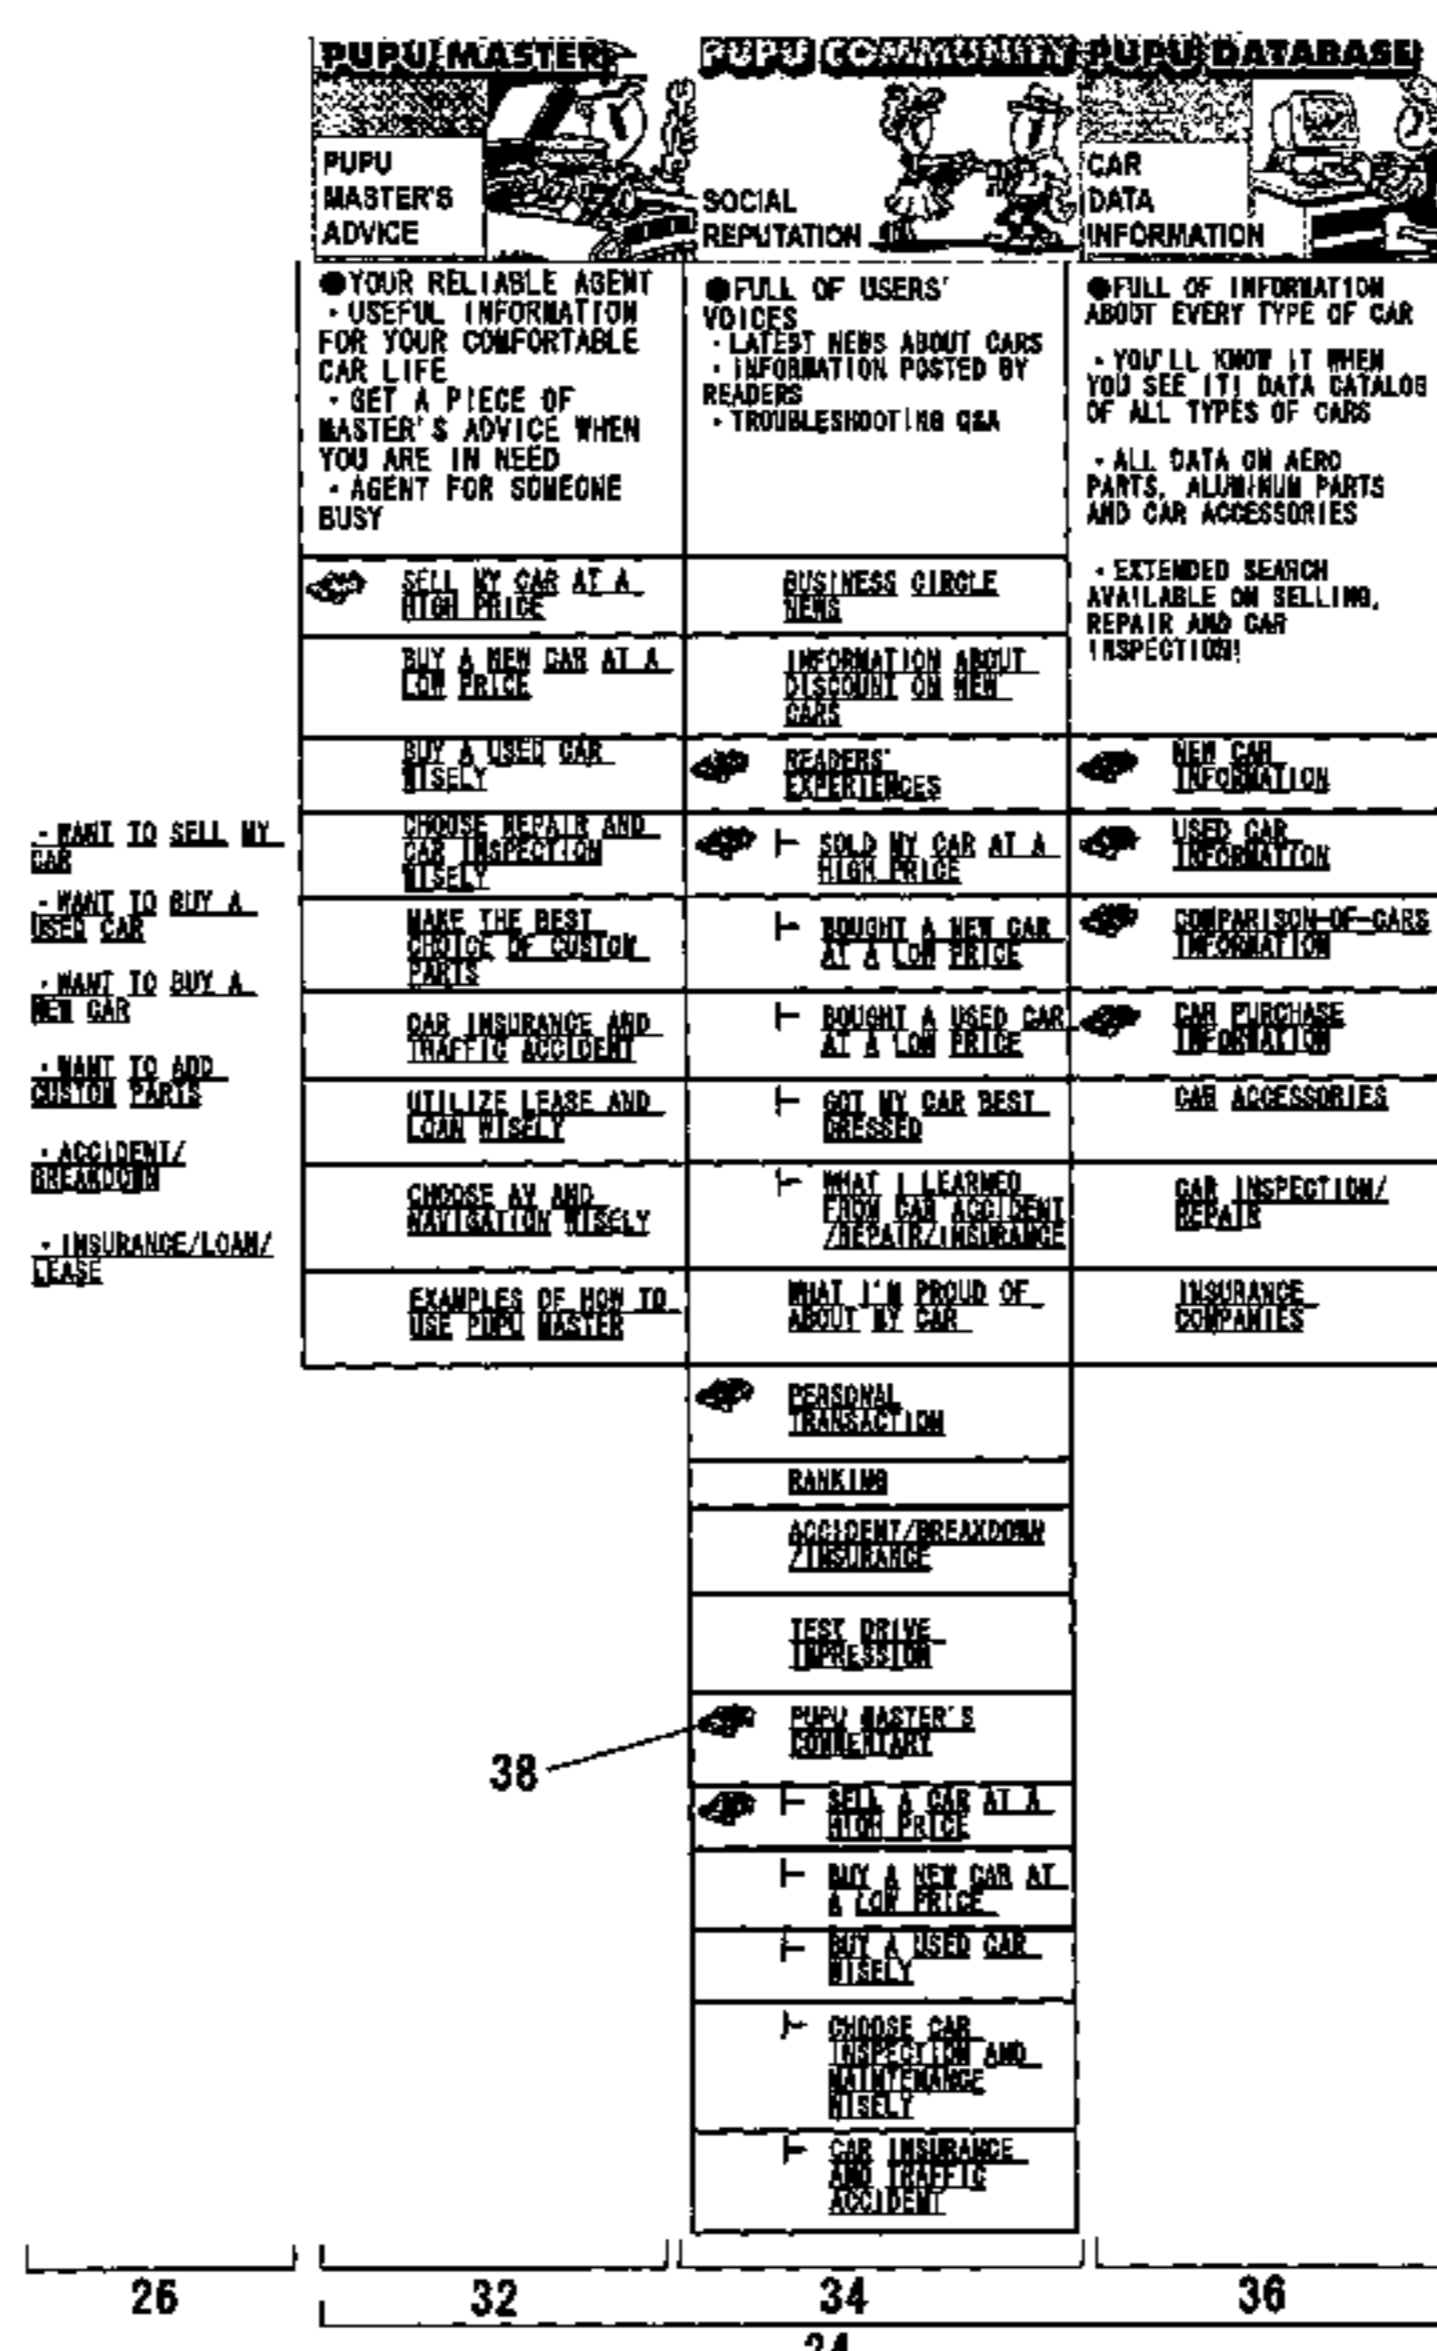 PUPU MASTER
PUPU
MASTER'S
ADVICE
●YOUR RELIABLE AGENT
・USEFUL INFORMATION
FOR YOUR COMFORTABLE
CAR LIFE
・GET A PIECE OF
MASTER'S ADVICE WHEN
YOU ARE IN NEED
・AGENT FOR SOMEONE
BUSY
SELL MY CAR AT A
HIGH PRICE
BUY A NEW CAR AT A
LOW PRICE
BUY A USED CAR
WISELY
CHOOSE REPAIR AND
CAR INSPECTION
WISELY
MAKE THE BEST
CHOICE OF CUSTOM
PARTS
CAR INSURANCE AND
TRAFFIC ACCIDENT
UTILIZE LEASE AND
LOAN WISELY
CHOOSE AV AND
NAVIGATION WISELY
EXAMPLES OF HOW TO
USE PUPU MASTER
PUPU COMMUNITY
SOCIAL
REPUTATION
●FULL OF USERS'
VOICES
・LATEST NEWS ABOUT CARS
・INFORMATION POSTED BY
READERS
・TROUBLESHOOTING Q&A
BUSINESS CIRCLE
NEWS
INFORMATION ABOUT
DISCOUNT ON NEW
CARS
READERS'
EXPERIENCES
SOLD MY CAR AT A
HIGH PRICE
BOUGHT A NEW CAR
AT A LOW PRICE
BOUGHT A USED CAR
AT A LOW PRICE
GOT MY CAR BEST
DRESSED
WHAT I LEARNED
FROM CAR ACCIDENT
/REPAIR/INSURANCE
WHAT I'M PROUD OF
ABOUT MY CAR
PERSONAL
TRANSACTION
RANKING
ACCIDENT/BREAKDOWN
/INSURANCE
TEST DRIVE
IMPRESSION
PUPU MASTER'S
COMMENTARY
SELL A CAR AT A
HIGH PRICE
BUY A NEW CAR AT
A LOW PRICE
BUY A USED CAR
WISELY
CHOOSE CAR
INSPECTION AND
MAINTENANCE
WISELY
CAR INSURANCE
AND TRAFFIC
ACCIDENT
PUPU DATABASE
CAR
DATA
INFORMATION
●FULL OF INFORMATION
ABOUT EVERY TYPE OF CAR
・YOU'LL KNOW IT WHEN
YOU SEE IT! DATA CATALOG
OF ALL TYPES OF CARS
・ALL DATA ON AERO
PARTS, ALUMINUM PARTS
AND CAR ACCESSORIES
・EXTENDED SEARCH
AVAILABLE ON SELLING,
REPAIR AND CAR
INSPECTION!
NEW CAR
INFORMATION
USED CAR
INFORMATION
COMPARISON-OF-CARS
INFORMATION
CAR PURCHASE
INFORMATION
CAR ACCESSORIES
CAR INSPECTION/
REPAIR
INSURANCE
COMPANIES
・WANT TO SELL MY
CAR
・WANT TO BUY A
USED CAR
・WANT TO BUY A
NEW CAR
・WANT TO ADD
CUSTOM PARTS
・ACCIDENT/
BREAKDOWN
・INSURANCE/LOAN/
LEASE
38
26
32
34
36